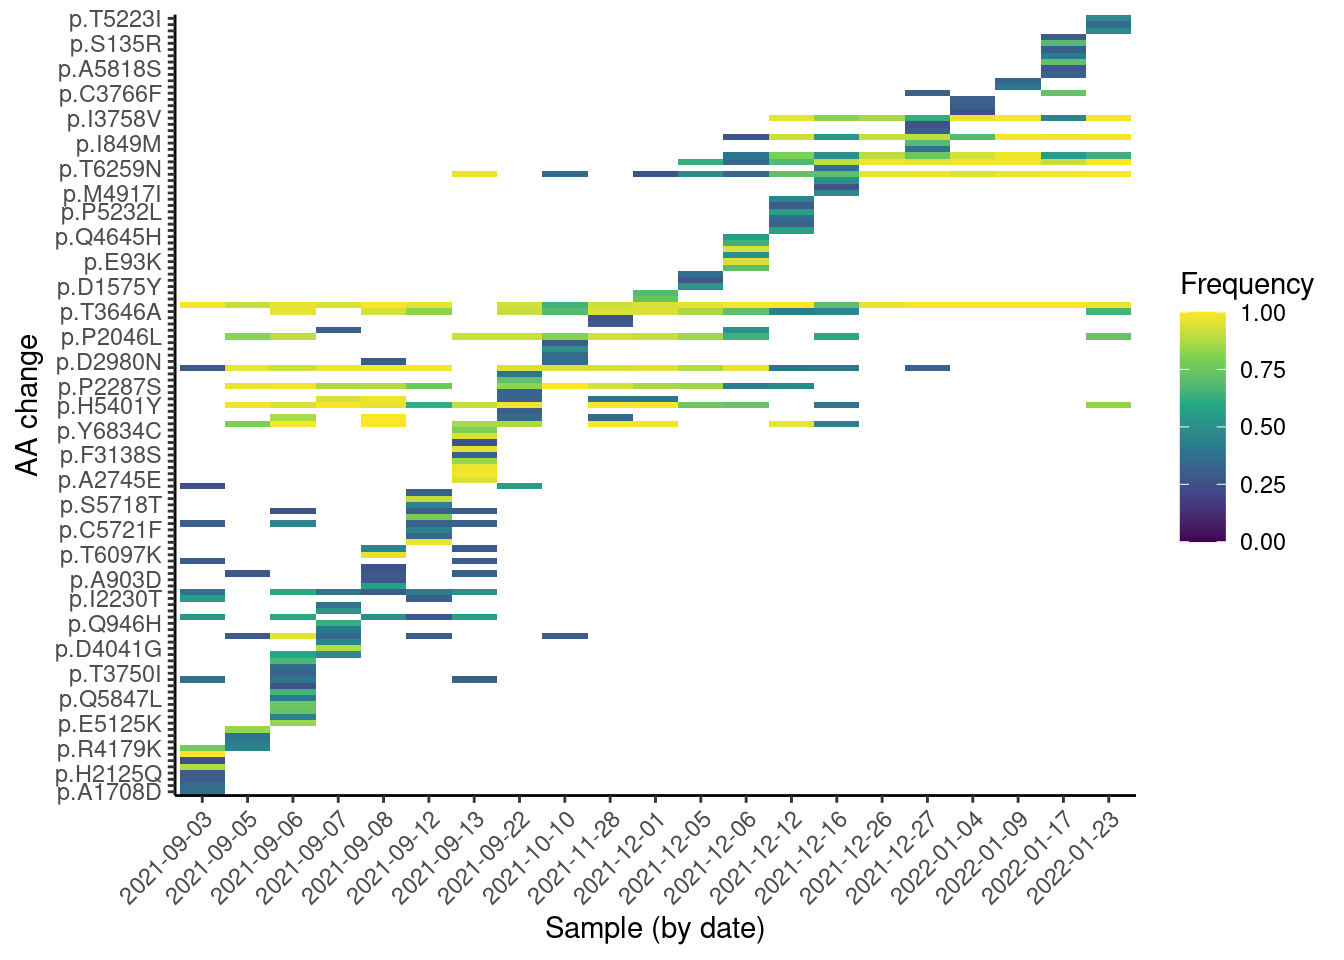 p.T5223I
p.S135R
p.A5818S
p.C3766F
p.I3758V
p.I849M
p.T6259N
p.M4917I
p.P5232L
p.Q4645H
p.E93K
p.D1575Y
p.T3646A
p.P2046L
p.D2980N
p.P2287S
p.H5401Y
p.Y6834C
p.F3138S
p.A2745E
p.S5718T
p.C5721F
p.T6097K
p.A903D
p.I2230T
p.Q946H
p.D4041G
p.T3750I
p.Q5847L
p.E5125K
p.R4179K
p.H2125Q
p.A1708D
AA change
2021-09-03
2021-09-05
2021-09-06
2021-09-07
2021-09-08
2021-09-12
2021-09-13
2021-09-22
2021-10-10
2021-11-28
2021-12-01
2021-12-05
2021-12-06
2021-12-12
2021-12-16
2021-12-26
2021-12-27
2022-01-04
2022-01-09
2022-01-17
2022-01-23
Sample (by date)
Frequency
1.00
0.75
0.50
0.25
0.00